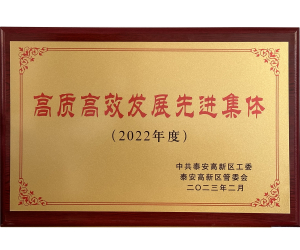 高质高效发展先进集体
（2022年度）
中共泰安高新区工委
泰安高新区管委会
二〇二三年二月